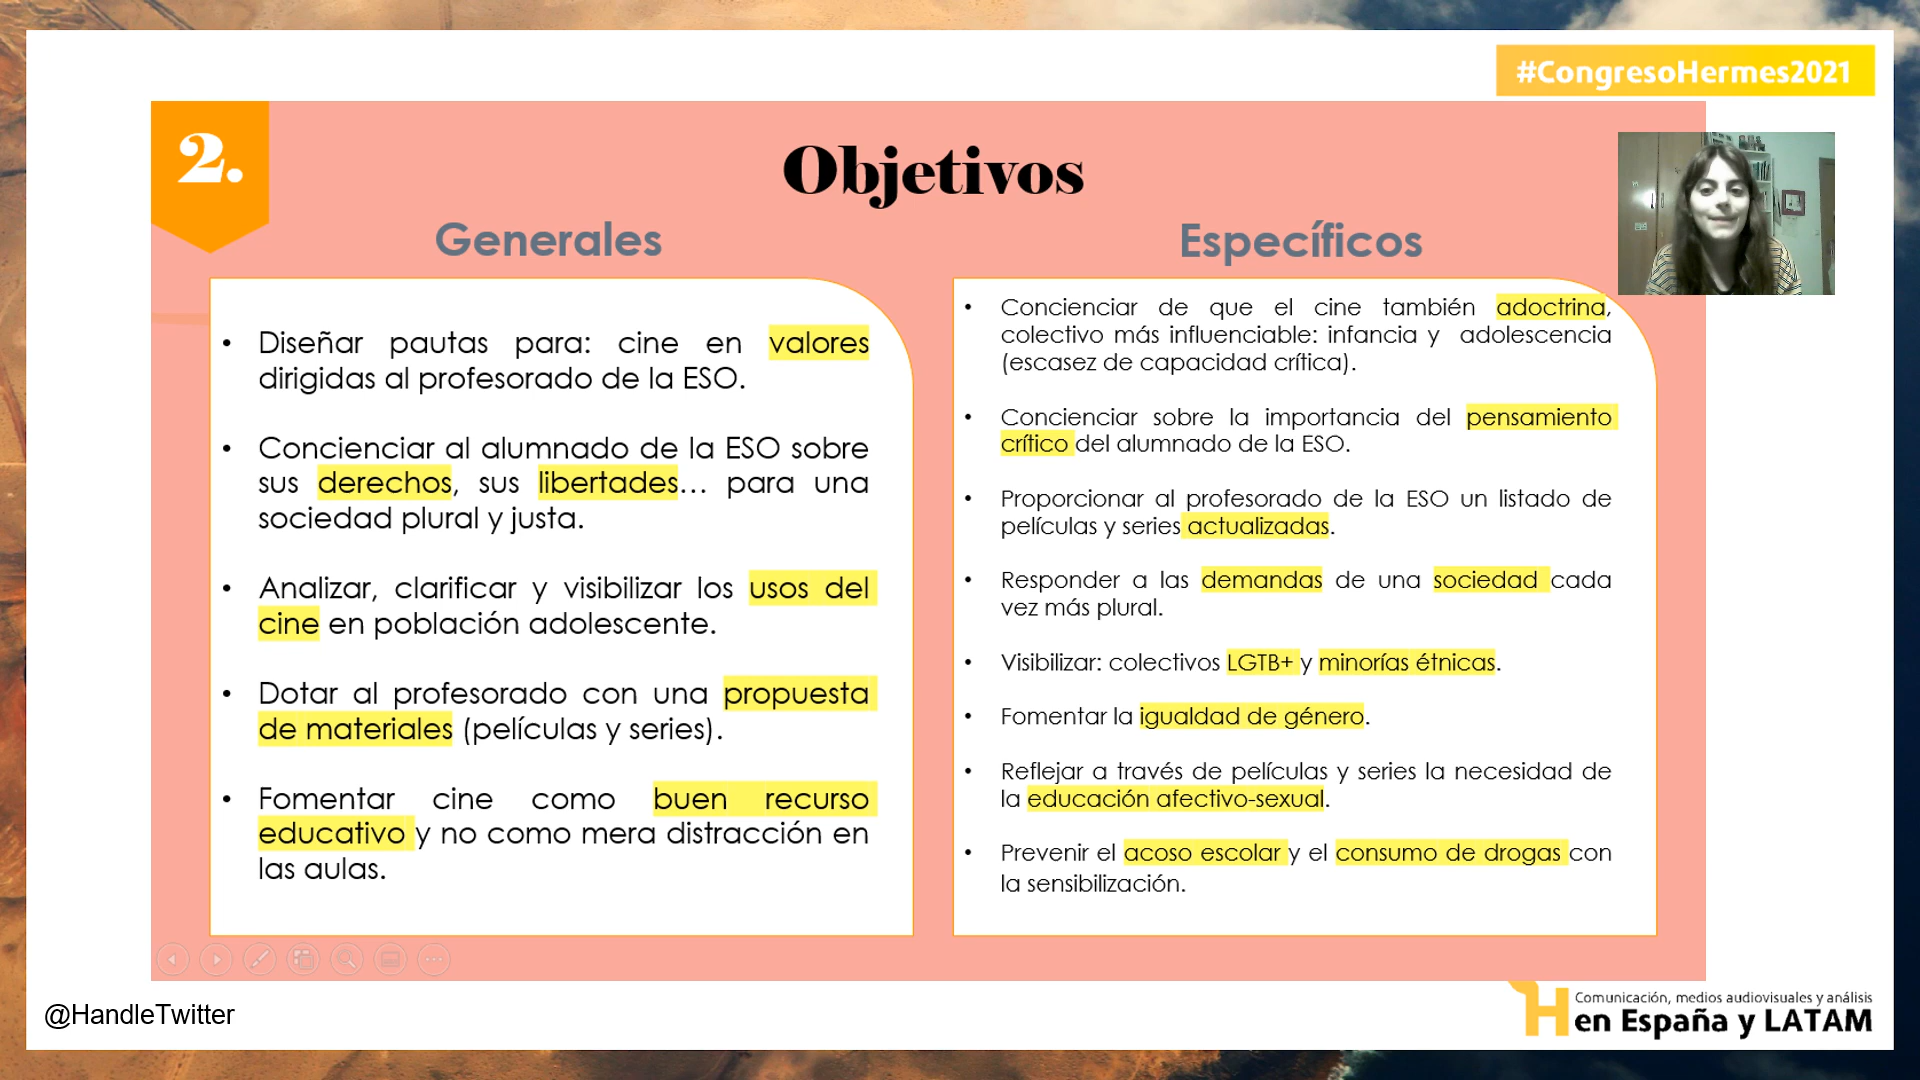 #CongresoHermes2021
2.
Objetivos
Generales
• Diseñar pautas para: cine en valores
dirigidas al profesorado de la ESO.
• Concienciar al alumnado de la ESO sobre
sus derechos, sus libertades… para una
sociedad plural y justa.
• Analizar, clarificar y visibilizar los usos del
cine en población adolescente.
• Dotar al profesorado con una propuesta
de materiales (películas y series).
• Fomentar cine como buen recurso
educativo y no como mera distracción en
las aulas.
Específicos
• Concienciar de que el cine también adoctrina,
colectivo más influenciable: infancia y adolescencia
(escasez de capacidad crítica).
• Concienciar sobre la importancia del pensamiento
crítico del alumnado de la ESO.
• Proporcionar al profesorado de la ESO un listado de
películas y series actualizadas.
• Responder a las demandas de una sociedad cada
vez más plural.
• Visibilizar: colectivos LGTB+ y minorías étnicas.
• Fomentar la igualdad de género.
• Reflejar a través de películas y series la necesidad de
la educación afectivo-sexual.
• Prevenir el acoso escolar y el consumo de drogas con
la sensibilización.
@HandleTwitter
H
Comunicación, medios audiovisuales y análisis
en España y LATAM